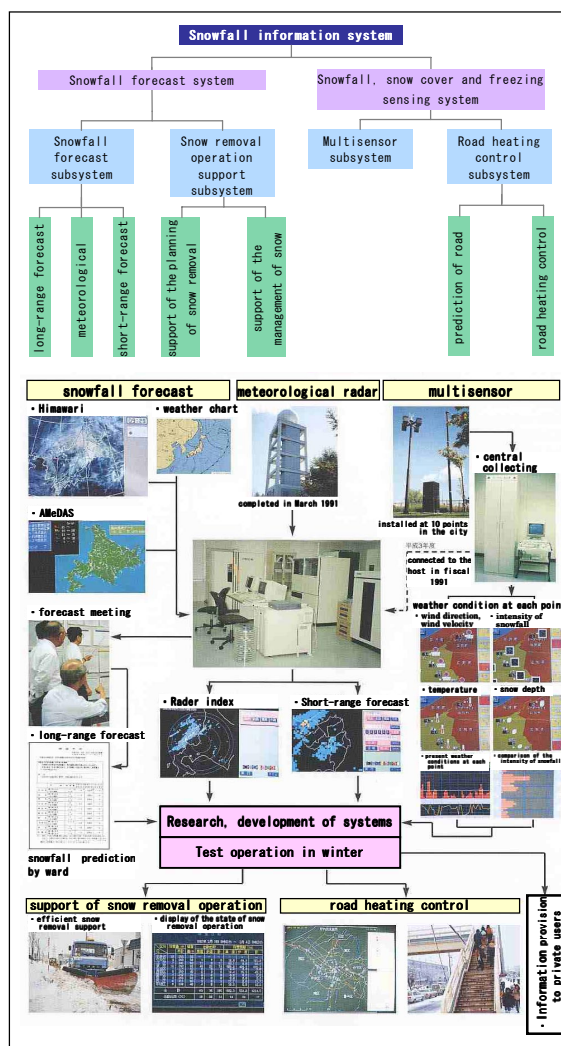 Snowfall information system
Snowfall forecast system
Snowfall, snow cover and freezing
sensing system
Snowfall
forecast
subsystem
Snow removal
operation
support
subsystem
Multisensor
subsystem
Road heating
control
subsystem
long-range forecast
meteorological
short-range forecast
support of the planning
of snow removal
support of the
management of snow
prediction of road
road heating control
snowfall forecast
meteorological radar
multisensor
・Himawari
・weather chart
・central
collecting
completed in March 1991
installed at 10 points
in the city
・AMeDAS
平成3年度
connected to the
host in fiscal
1991
・forecast meeting
weather condition at each point
・wind direction,
wind velocity
・intensity of
snowfall
・temperature
・snow depth
・Rader index
・Short-range forecast
・long-range forecast
・present weather
conditions at each
point
・comparison of the
intensity of snowfall
snowfall prediction
by ward
Research, development of systems
Test operation in winter
support of snow removal operation
road heating control
・efficient snow
removal support
・display of the state of snow
removal operation
・Information provision
to private users